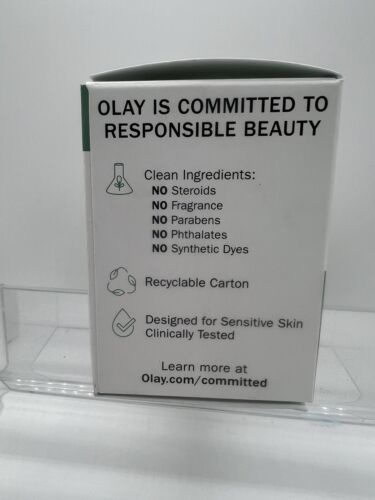 OLAY IS COMMITTED TO
RESPONSIBLE BEAUTY
Clean Ingredients:
NO Steroids
NO Fragrance
NO Parabens
NO Phthalates
NO Synthetic Dyes
Recyclable Carton
Designed for Sensitive Skin
Clinically Tested
Learn more at
Olay.com/committed